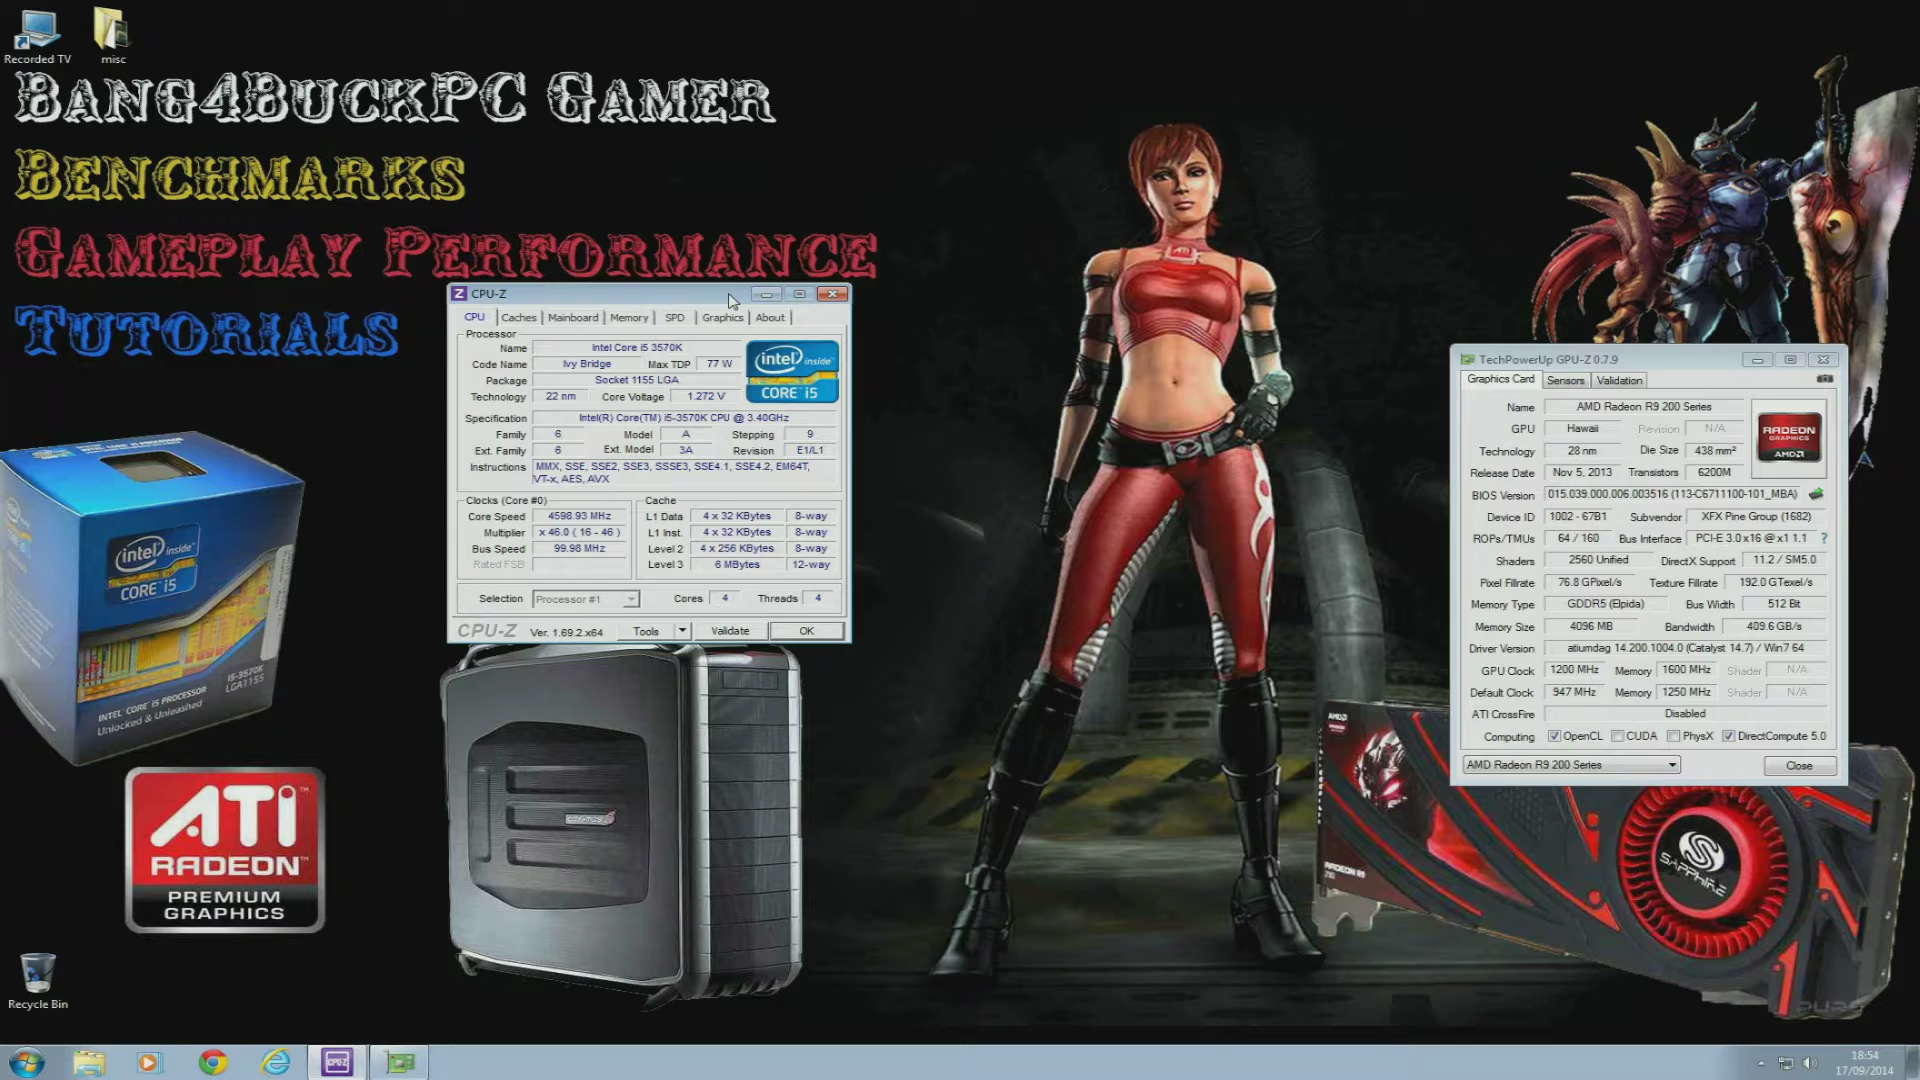 Recorded TV
misc
Bang4BuckPC Gamer
Benchmarks
Gameplay Performance
Tutorials
CPU-Z
CPU Caches Mainboard Memory SPD Graphics About
Processor
Name Intel Core i5 3570K
Code Name Ivy Bridge Max TDP 77 W
Package Socket 1155 LGA
Technology 22 nm Core Voltage 1.272 V
intel inside™
CORE™ i5
Specification Intel(R) Core(TM) i5-3570K CPU @ 3.40GHz
Family 6 Model A Stepping 9
Ext. Family 6 Ext. Model 3A Revision E1/L1
Instructions MMX, SSE, SSE2, SSE3, SSSE3, SSE4.1, SSE4.2, EM64T,
VT-x, AES, AVX
Clocks (Core #0)
Core Speed 4598.93 MHz
Multiplier x 46.0 ( 16 - 46 )
Bus Speed 99.98 MHz
Rated FSB
Cache
L1 Data 4 x 32 KBytes 8-way
L1 Inst. 4 x 32 KBytes 8-way
Level 2 4 x 256 KBytes 8-way
Level 3 6 MBytes 12-way
Selection Processor #1 Cores 4 Threads 4
CPU-Z Ver. 1.69.2.x64 Tools Validate OK
TechPowerUp GPU-Z 0.7.9
Graphics Card Sensors Validation
Name AMD Radeon R9 200 Series
GPU Hawaii Revision N/A
Technology 28 nm Die Size 438 mm²
Release Date Nov 5, 2013 Transistors 6200M
RADEON
GRAPHICS
AMD
BIOS Version 015.039.000.006.003516 (113-C6711100-101_MBA)
Device ID 1002 - 67B1 Subvendor XFX Pine Group (1682)
ROPs/TMUs 64 / 160 Bus Interface PCI-E 3.0 x16 @ x1 1.1 ?
Shaders 2560 Unified DirectX Support 11.2 / SM5.0
Pixel Fillrate 76.8 GPixel/s Texture Fillrate 192.0 GTexel/s
Memory Type GDDR5 (Elpida) Bus Width 512 Bit
Memory Size 4096 MB Bandwidth 409.6 GB/s
Driver Version atiumdag 14.200.1004.0 (Catalyst 14.7) / Win7 64
GPU Clock 1200 MHz Memory 1600 MHz Shader N/A
Default Clock 947 MHz Memory 1250 MHz Shader N/A
ATI CrossFire Disabled
Computing OpenCL CUDA PhysX DirectCompute 5.0
AMD Radeon R9 200 Series Close
intel inside™
CORE™ i5
INTEL® CORE™ i5 PROCESSOR
Unlocked & Unleashed
i5-3570K
LGA1155
ATI™
RADEON™
PREMIUM
GRAPHICS
COSMOS
ATI
AMD
RADEON R9
SAPPHIRE
Recycle Bin
CPU-Z
18:54
17/09/2014